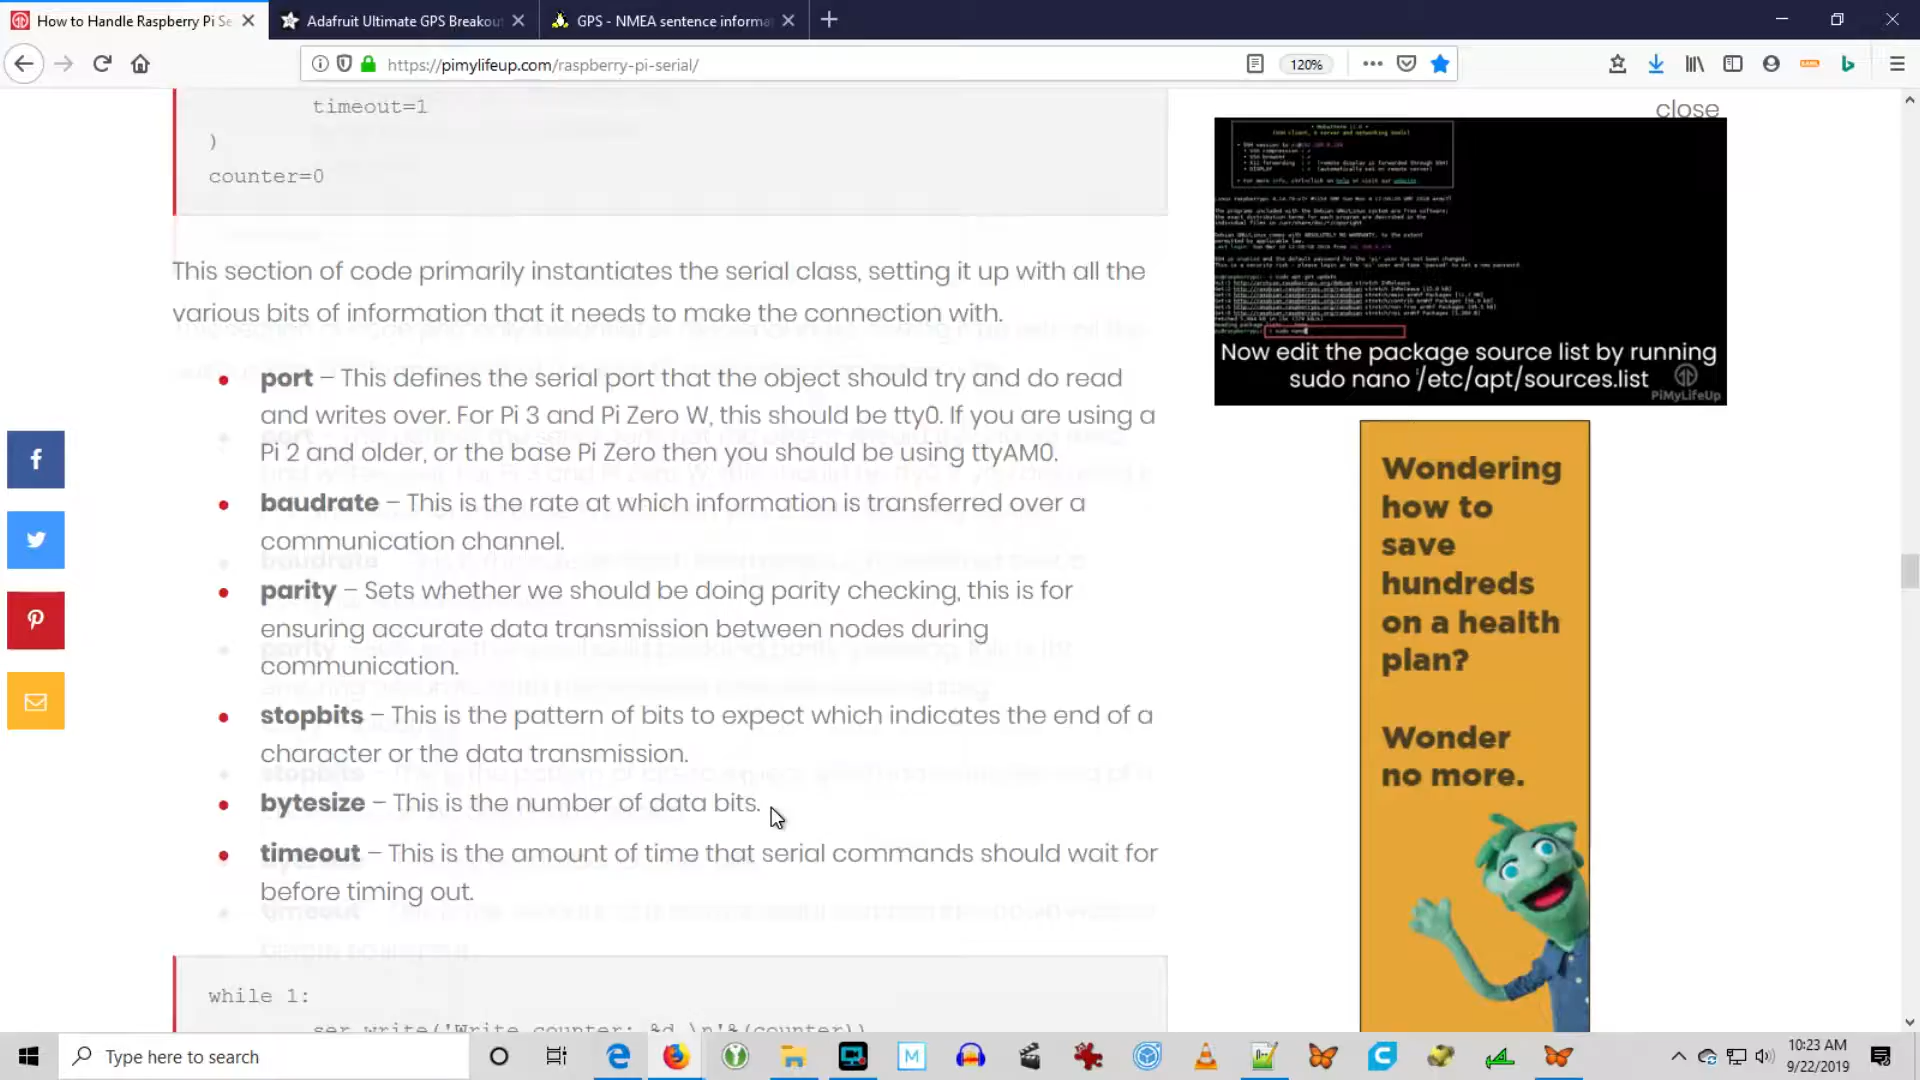 How to Handle Raspberry Pi Se
Adafruit Ultimate GPS Breakou
GPS - NMEA sentence informa
https://pimylifeup.com/raspberry-pi-serial/
120%
timeout=1
)
counter=0
This section of code primarily instantiates the serial class, setting it up with all the
various bits of information that it needs to make the connection with.
port – This defines the serial port that the object should try and do read
and writes over. For Pi 3 and Pi Zero W, this should be tty0. If you are using a
Pi 2 and older, or the base Pi Zero then you should be using ttyAM0.
baudrate – This is the rate at which information is transferred over a
communication channel.
parity – Sets whether we should be doing parity checking, this is for
ensuring accurate data transmission between nodes during
communication.
stopbits – This is the pattern of bits to expect which indicates the end of a
character or the data transmission.
bytesize – This is the number of data bits.
timeout – This is the amount of time that serial commands should wait for
before timing out.
while 1:
ser.write('Write counter: %d \n'%(counter))
close
Now edit the package source list by running
sudo nano /etc/apt/sources.list
PiMyLifeUp
Wondering
how to
save
hundreds
on a health
plan?
Wonder
no more.
Type here to search
10:23 AM
9/22/2019